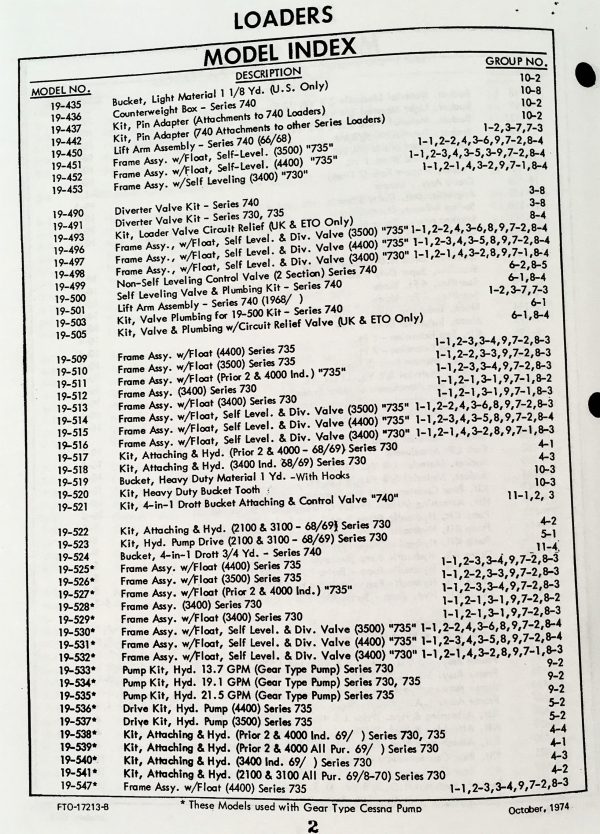 LOADERS
MODEL INDEX
MODEL NO. DESCRIPTION GROUP NO.
19-435 Bucket, Light Material 1 1/8 Yd. (U.S. Only) 10-2
19-436 Counterweight Box - Series 740 10-8
19-437 Kit, Pin Adapter (Attachments to 740 Loaders) 10-2
19-442 Kit, Pin Adapter (740 Attachments to other Series Loaders) 10-2
19-450 Lift Arm Assembly - Series 740 (66/68) 1-2,3-7,7-3
19-451 Frame Assy. w/Float, Self-Level. (3500) "735" 1-1,2-2,4,3-6,9,7-2,8-4
19-452 Frame Assy. w/Float, Self-Level. (4400) "735" 1-1,2-3,4,3-5,3-9,7-2,8-4
19-453 Frame Assy. w/Self Leveling (3400) "730" 1-1,2-1,4,3-2,9,7-1,8-4
19-490 Diverter Valve Kit - Series 740 3-8
19-491 Diverter Valve Kit - Series 730, 735 3-8
19-493 Kit, Loader Valve Circuit Relief (UK & ETO Only) 8-4
19-496 Frame Assy., w/Float, Self Level. & Div. Valve (3500) "735" 1-1,2-2,4,3-6,8,9,7-2,8-4
19-497 Frame Assy., w/Float, Self Level. & Div. Valve (4400) "735" 1-1,2-3,4,3-5,8,9,7-2,8-4
19-498 Frame Assy., w/Float, Self Level. & Div. Valve (3400) "730" 1-1,2-1,4,3-2,8,9,7-1,8-4
19-499 Non-Self Leveling Control Valve (2 Section) Series 740 6-2,8-5
19-500 Self Leveling Valve & Plumbing Kit - Series 740 6-1,8-4
19-501 Lift Arm Assembly - Series 740 (1968/ ) 1-2,3-7,7-3
19-503 Kit, Valve Plumbing for 19-500 Kit - Series 740 6-1
19-505 Kit, Valve & Plumbing w/Circuit Relief Valve (UK & ETO Only) 6-1,8-4
19-509 Frame Assy. w/Float (4400) Series 735 1-1,2-3,3-4,9,7-2,8-3
19-510 Frame Assy. w/Float (3500) Series 735 1-1,2-2,3-3,9,7-2,8-3
19-511 Frame Assy. w/Float (Prior 2 & 4000 Ind.) "735" 1-1,2-3,3-4,9,7-2,8-3
19-512 Frame Assy. (3400) Series 730 1-1,2-1,3-1,9,7-1,8-2
19-513 Frame Assy. w/Float (3400) Series 730 1-1,2-1,3-1,9,7-1,8-3
19-514 Frame Assy. w/Float, Self Level. & Div. Valve (3500) "735" 1-1,2-2,4,3-6,8,9,7-2,8-3
19-515 Frame Assy. w/Float, Self Level. & Div. Valve (4400) "735" 1-1,2-3,4,3-5,8,9,7-2,8-4
19-516 Frame Assy. w/Float, Self Level. & Div. Valve (3400) "730" 1-1,2-1,4,3-2,8,9,7-1,8-3
19-517 Kit, Attaching & Hyd. (Prior 2 & 4000 - 68/69) Series 730 4-1
19-518 Kit, Attaching & Hyd. (3400 Ind. 68/69) Series 730 4-3
19-519 Bucket, Heavy Duty Material 1 Yd. -With Hooks 10-3
19-520 Kit, Heavy Duty Bucket Tooth 10-3
19-521 Kit, 4-in-1 Drott Bucket Attaching & Control Valve "740" 11-1,2, 3
19-522 Kit, Attaching & Hyd. (2100 & 3100 - 68/69) Series 730 4-2
19-523 Kit, Hyd. Pump Drive (2100 & 3100 - 68/69) Series 730 5-1
19-524 Bucket, 4-in-1 Drott 3/4 Yd. - Series 740 11-4
19-525* Frame Assy. w/Float (4400) Series 735 1-1,2-3,3-4,9,7-2,8-3
19-526* Frame Assy. w/Float (3500) Series 735 1-1,2-2,3-3,9,7-2,8-3
19-527* Frame Assy. w/Float (Prior 2 & 4000 Ind.) "735" 1-1,2-3,3-4,9,7-2,8-3
19-528* Frame Assy. (3400) Series 730 1-1,2-1,3-1,9,7-2,8-2
19-529* Frame Assy. w/Float (3400) Series 730 1-1,2-1,3-1,9,7-1,8-3
19-530* Frame Assy. w/Float, Self Level. & Div. Valve (3500) "735" 1-1,2-2,4,3-6,8,9,7-2,8-4
19-531* Frame Assy. w/Float, Self Level. & Div. Valve (4400) "735" 1-1,2-3,4,3-5,8,9,7-2,8-4
19-532* Frame Assy. w/Float, Self Level. & Div. Valve (3400) "730" 1-1,2-1,4,3-2,8,9,7-1,8-3
19-533* Pump Kit, Hyd. 13.7 GPM (Gear Type Pump) Series 730 9-2
19-534* Pump Kit, Hyd. 19.1 GPM (Gear Type Pump) Series 730, 735 9-2
19-535* Pump Kit, Hyd. 21.5 GPM (Gear Type Pump) Series 735 9-2
19-536* Drive Kit, Hyd. Pump (4400) Series 735 5-2
19-537* Drive Kit, Hyd. Pump (3500) Series 735 5-2
19-538* Kit, Attaching & Hyd. (Prior 2 & 4000 Ind. 69/ ) Series 730, 735 4-4
19-539* Kit, Attaching & Hyd. (Prior 2 & 4000 All Pur. 69/ ) Series 730 4-1
19-540* Kit, Attaching & Hyd. (3400 Ind. 69/ ) Series 730 4-3
19-541* Kit, Attaching & Hyd. (2100 & 3100 All Pur. 69/8-70) Series 730 4-2
19-547* Frame Assy. w/Float (4400) Series 735 1-1,2-3,3-4,9,7-2,8-3
FTO-17213-B * These Models used with Gear Type Cessna Pump October, 1974
2